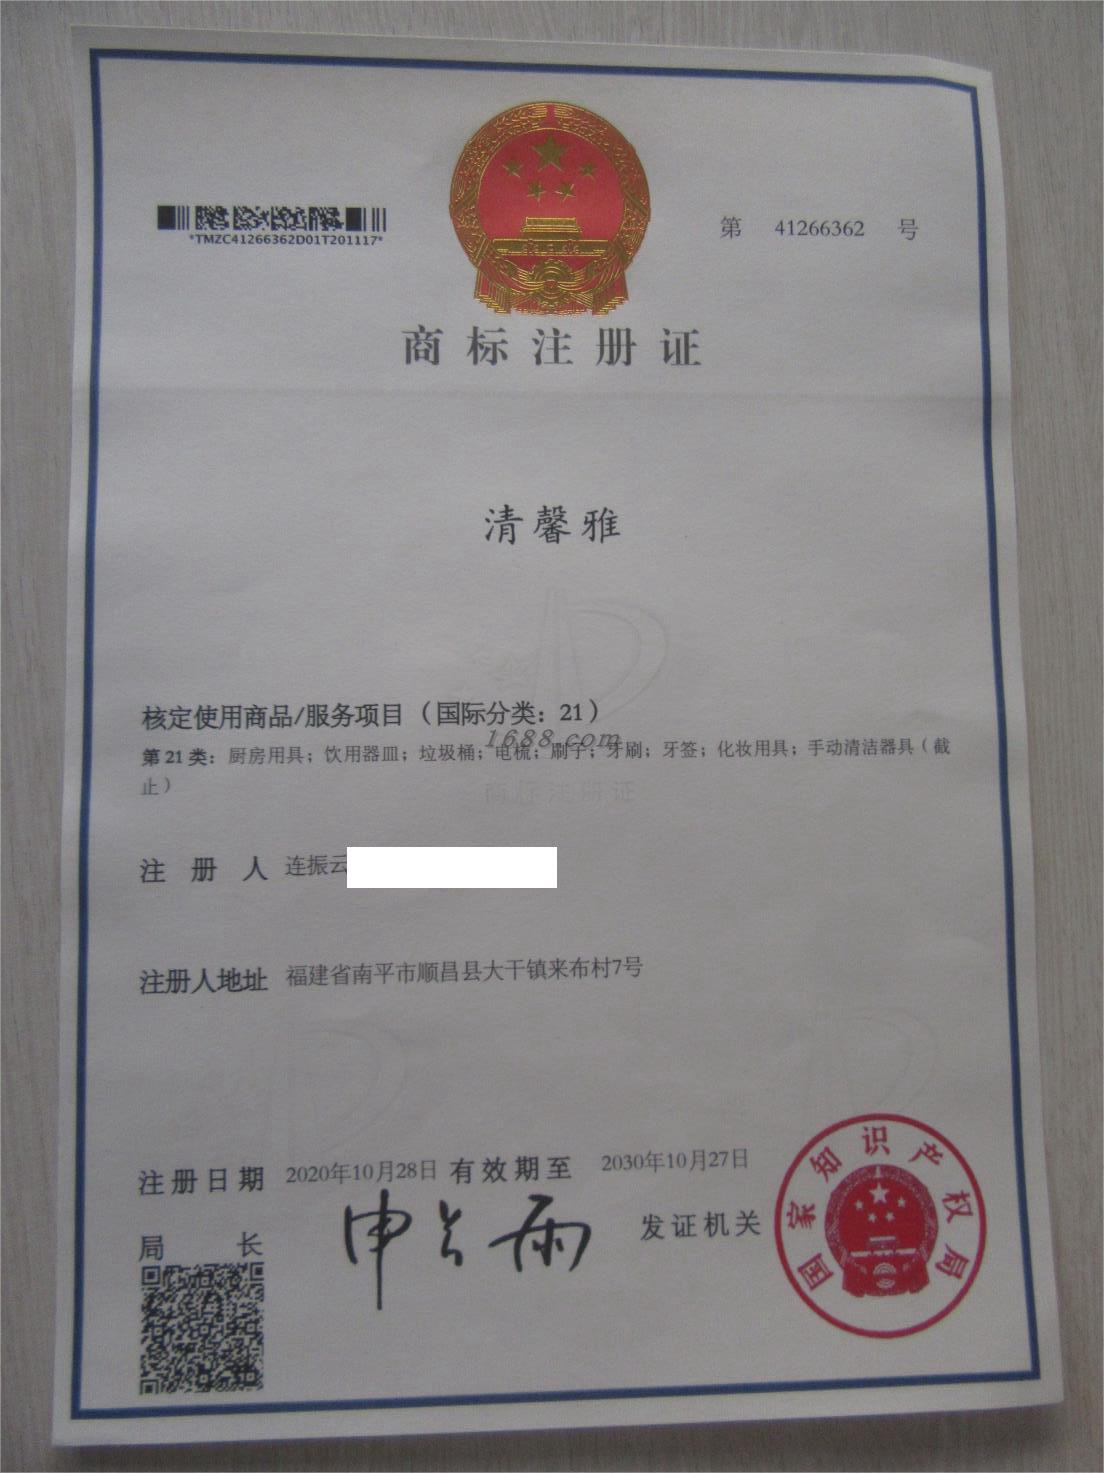 *TMZC41266362D01T201117*
第 41266362 号
商标注册证
清馨雅
核定使用商品/服务项目（国际分类：21）
1688.com
第 21 类：厨房用具；饮用器皿；垃圾桶；电梳；刷子；牙刷；牙签；化妆用具；手动清洁器具（截
止）
商标注册证
注册人 连振云
注册人地址 福建省南平市顺昌县大干镇来布村7号
注册日期 2020年10月28日 有效期至 2030年10月27日
局长 申长雨 发证机关
国家知识产权局